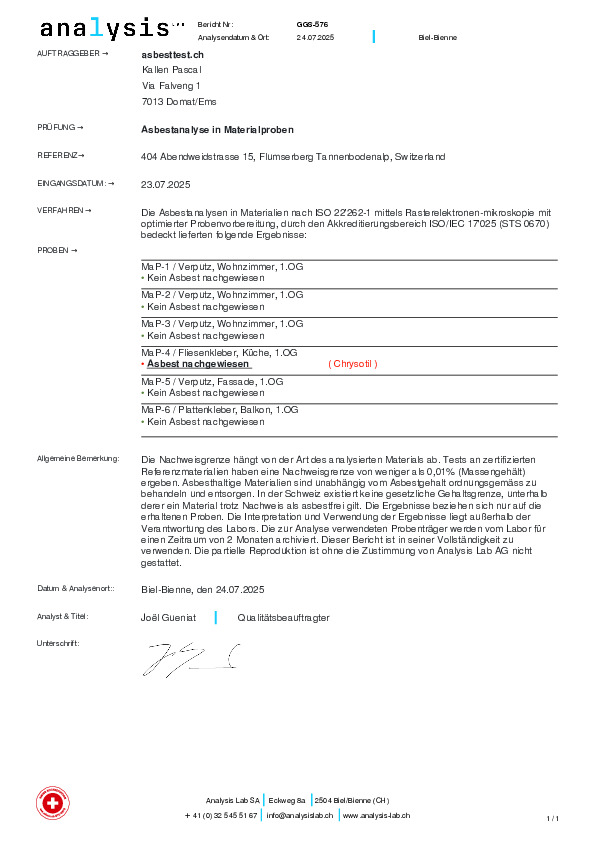 analysis
Bericht Nr: GGS-576
Analysendatum & Ort: 24.07.2025 Biel-Bienne
AUFTRAGGEBER → asbesttest.ch
Kallen Pascal
Via Falveng 1
7013 Domat/Ems
PRÜFUNG → Asbestanalyse in Materialproben
REFERENZ→ 404 Abendweidstrasse 15, Flumserberg Tannenbodenalp, Switzerland
EINGANGSDATUM: → 23.07.2025
VERFAHREN → Die Asbestanalysen in Materialien nach ISO 22'262-1 mittels Rasterelektronen-mikroskopie mit
optimierter Probenvorbereitung, durch den Akkreditierungsbereich ISO/IEC 17025 (STS 0670)
bedeckt lieferten folgende Ergebnisse:
PROBEN →
MaP-1 / Verputz, Wohnzimmer, 1.OG
• Kein Asbest nachgewiesen
MaP-2 / Verputz, Wohnzimmer, 1.OG
• Kein Asbest nachgewiesen
MaP-3 / Verputz, Wohnzimmer, 1.OG
• Kein Asbest nachgewiesen
MaP-4 / Fliesenkleber, Küche, 1.OG
• Asbest nachgewiesen ( Chrysotil )
MaP-5 / Verputz, Fassade, 1.OG
• Kein Asbest nachgewiesen
MaP-6 / Plattenkleber, Balkon, 1.OG
• Kein Asbest nachgewiesen
Allgemeine Bemerkung: Die Nachweisgrenze hängt von der Art des analysierten Materials ab. Tests an zertifizierten
Referenzmaterialien haben eine Nachweisgrenze von weniger als 0,01% (Massengehält)
ergeben. Asbesthaltige Materialien sind unabhängig vom Asbestgehalt ordnungsgemäss zu
behandeln und entsorgen. In der Schweiz existiert keine gesetzliche Gehaltsgrenze, unterhalb
derer ein Material trotz Nachweis als asbestfrei gilt. Die Ergebnisse beziehen sich nur auf die
erhaltenen Proben. Die Interpretation und Verwendung der Ergebnisse liegt außerhalb der
Verantwortung des Labors. Die zur Analyse verwendeten Probenträger werden vom Labor für
einen Zeitraum von 2 Monaten archiviert. Dieser Bericht ist in seiner Vollständigkeit zu
verwenden. Die partielle Reproduktion ist ohne die Zustimmung von Analysis Lab AG nicht
gestattet.
Datum & Analysenort:: Biel-Bienne, den 24.07.2025
Analyst & Titel: Joël Gueniat Qualitätsbeauftragter
Unterschrift:
Analysis Lab SA Eckweg 8a 2504 Biel/Bienne (CH)
+ 41 (0) 32 545 51 67 info@analysislab.ch www.analysis-lab.ch
1 / 1